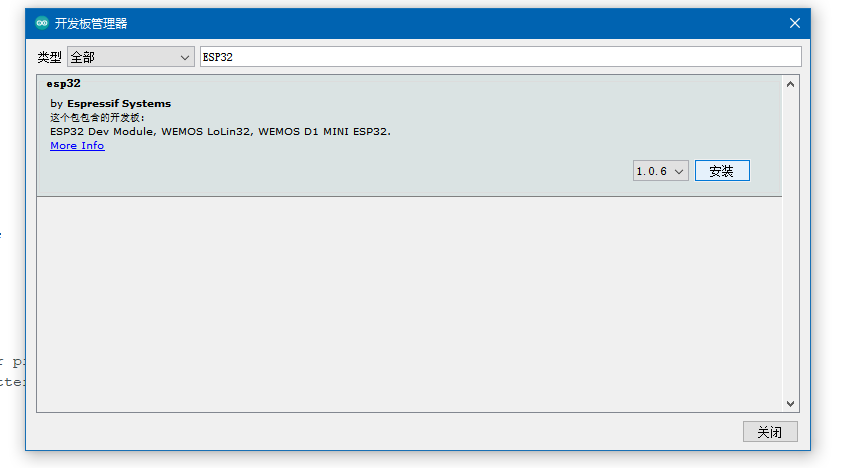 开发板管理器
类型 全部 ESP32
esp32
by Espressif Systems
这个包包含的开发板:
ESP32 Dev Module, WEMOS LoLin32, WEMOS D1 MINI ESP32.
More Info
1.0.6 安装
关闭